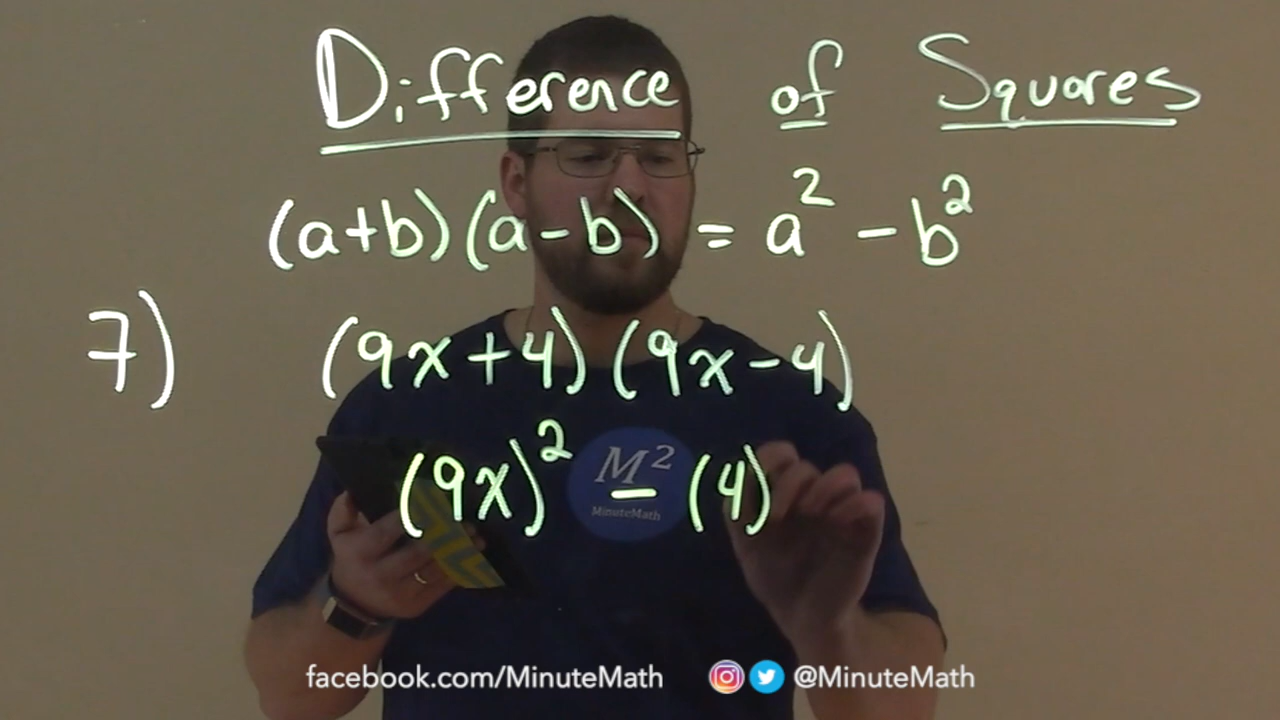 Difference of Squares
(a+b)(a-b) = a² - b²
7) (9x+4)(9x-4)
(9x)² - (4)
M²
MinuteMath
facebook.com/MinuteMath @MinuteMath